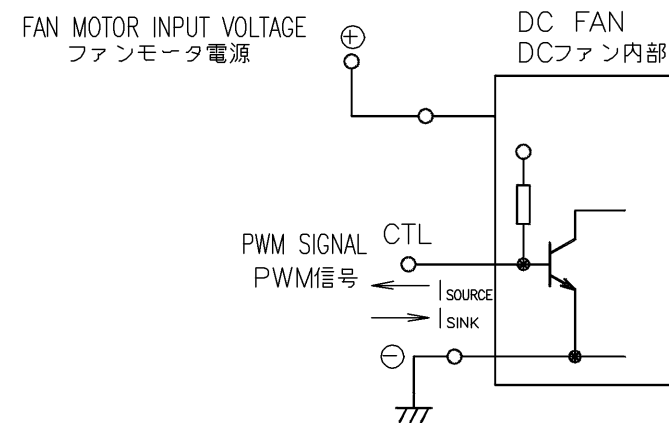 FAN MOTOR INPUT VOLTAGE
ファンモータ電源
+
DC FAN
DCファン内部
PWM SIGNAL
PWM信号
CTL
I SOURCE
I SINK
−